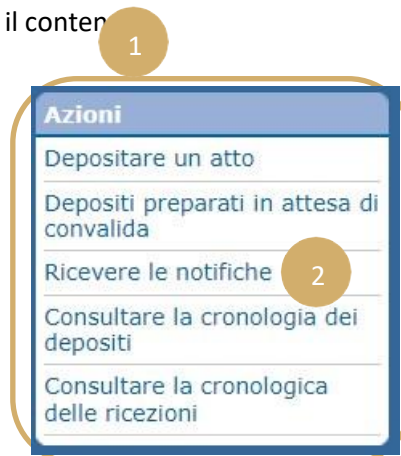 il conten
1
Azioni
Depositare un atto
Depositi preparati in attesa di
convalida
Ricevere le notifiche
2
Consultare la cronologia dei
depositi
Consultare la cronologica
delle ricezioni